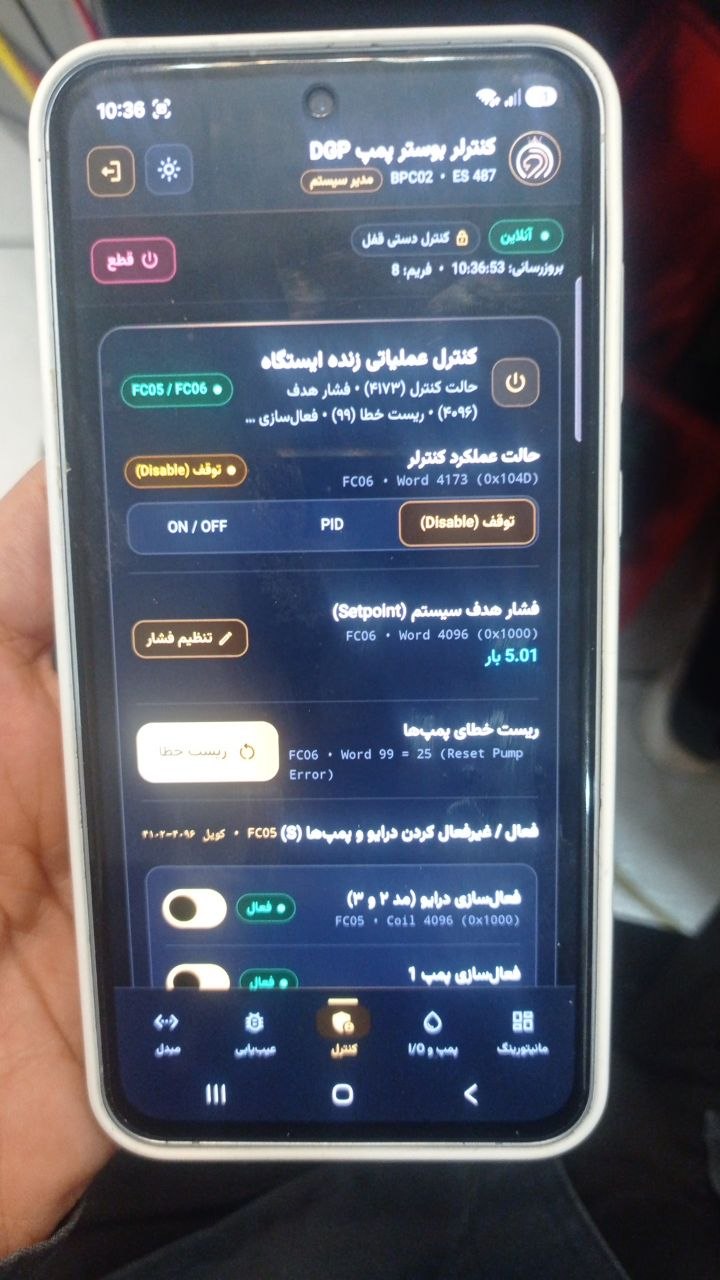 10:36
کنترلر بوستر پمپ DGP
BPC02 • ES 487 مدیر سیستم
آنلاین
کنترل دستی قفل
قطع
بروزرسانی: 10:36:53 • فریم: 8
کنترل عملیاتی زنده ایستگاه
حالت کنترل (۴۱۷۳) • فشار هدف
(۴۰۹۶) • ریست خطا (۹۹) • فعال‌سازی ...
FC05 / FC06
حالت عملکرد کنترلر
FC06 • Word 4173 (0x104D)
توقف (Disable)
توقف (Disable)
PID
ON / OFF
فشار هدف سیستم (Setpoint)
FC06 • Word 4096 (0x1000)
5.01 بار
تنظیم فشار
ریست خطای پمپ‌ها
FC06 • Word 99 = 25 (Reset Pump
Error)
ریست خطا
فعال / غیرفعال کردن درایو و پمپ‌ها (S) FC05 • کویل ۴۰۹۶–۴۱۰۲
فعال‌سازی درایو (مد ۲ و ۳)
FC05 • Coil 4096 (0x1000)
فعال
فعال‌سازی پمپ 1
فعال
مانیتورینگ
پمپ و I/O
کنترل
عیب‌یابی
مبدل